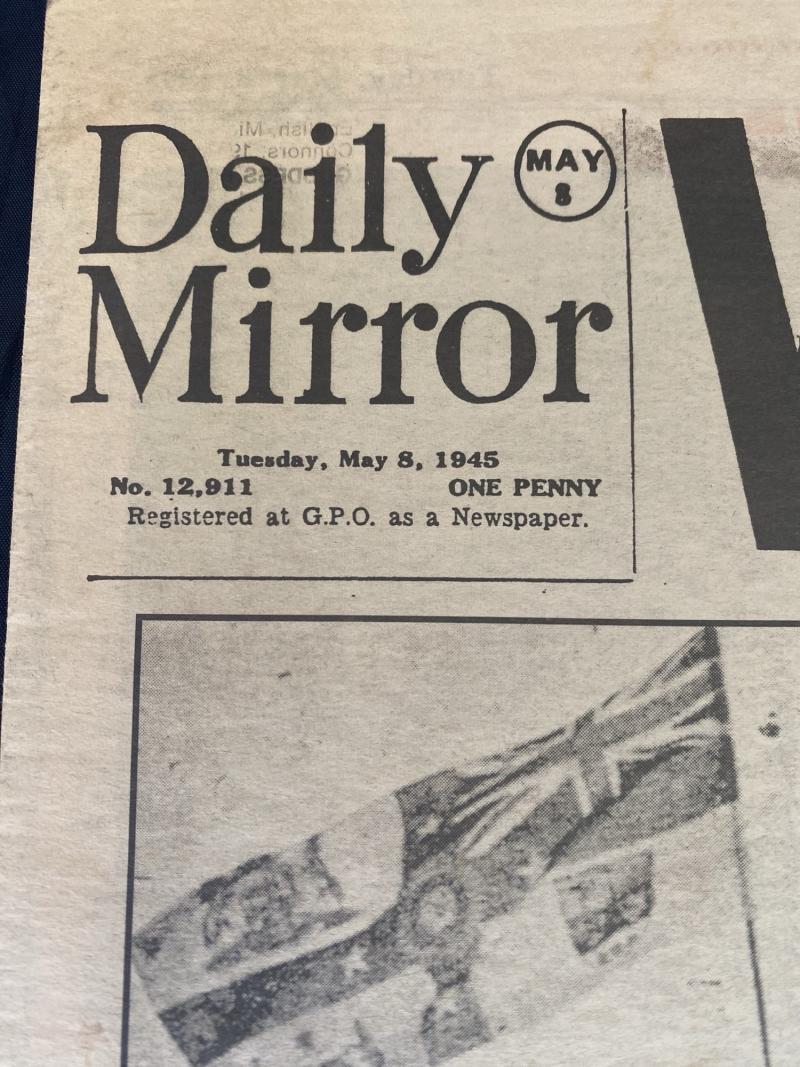 Daily
Mirror
MAY
8
Tuesday, May 8, 1945
No. 12,911 ONE PENNY
Registered at G.P.O. as a Newspaper.
V